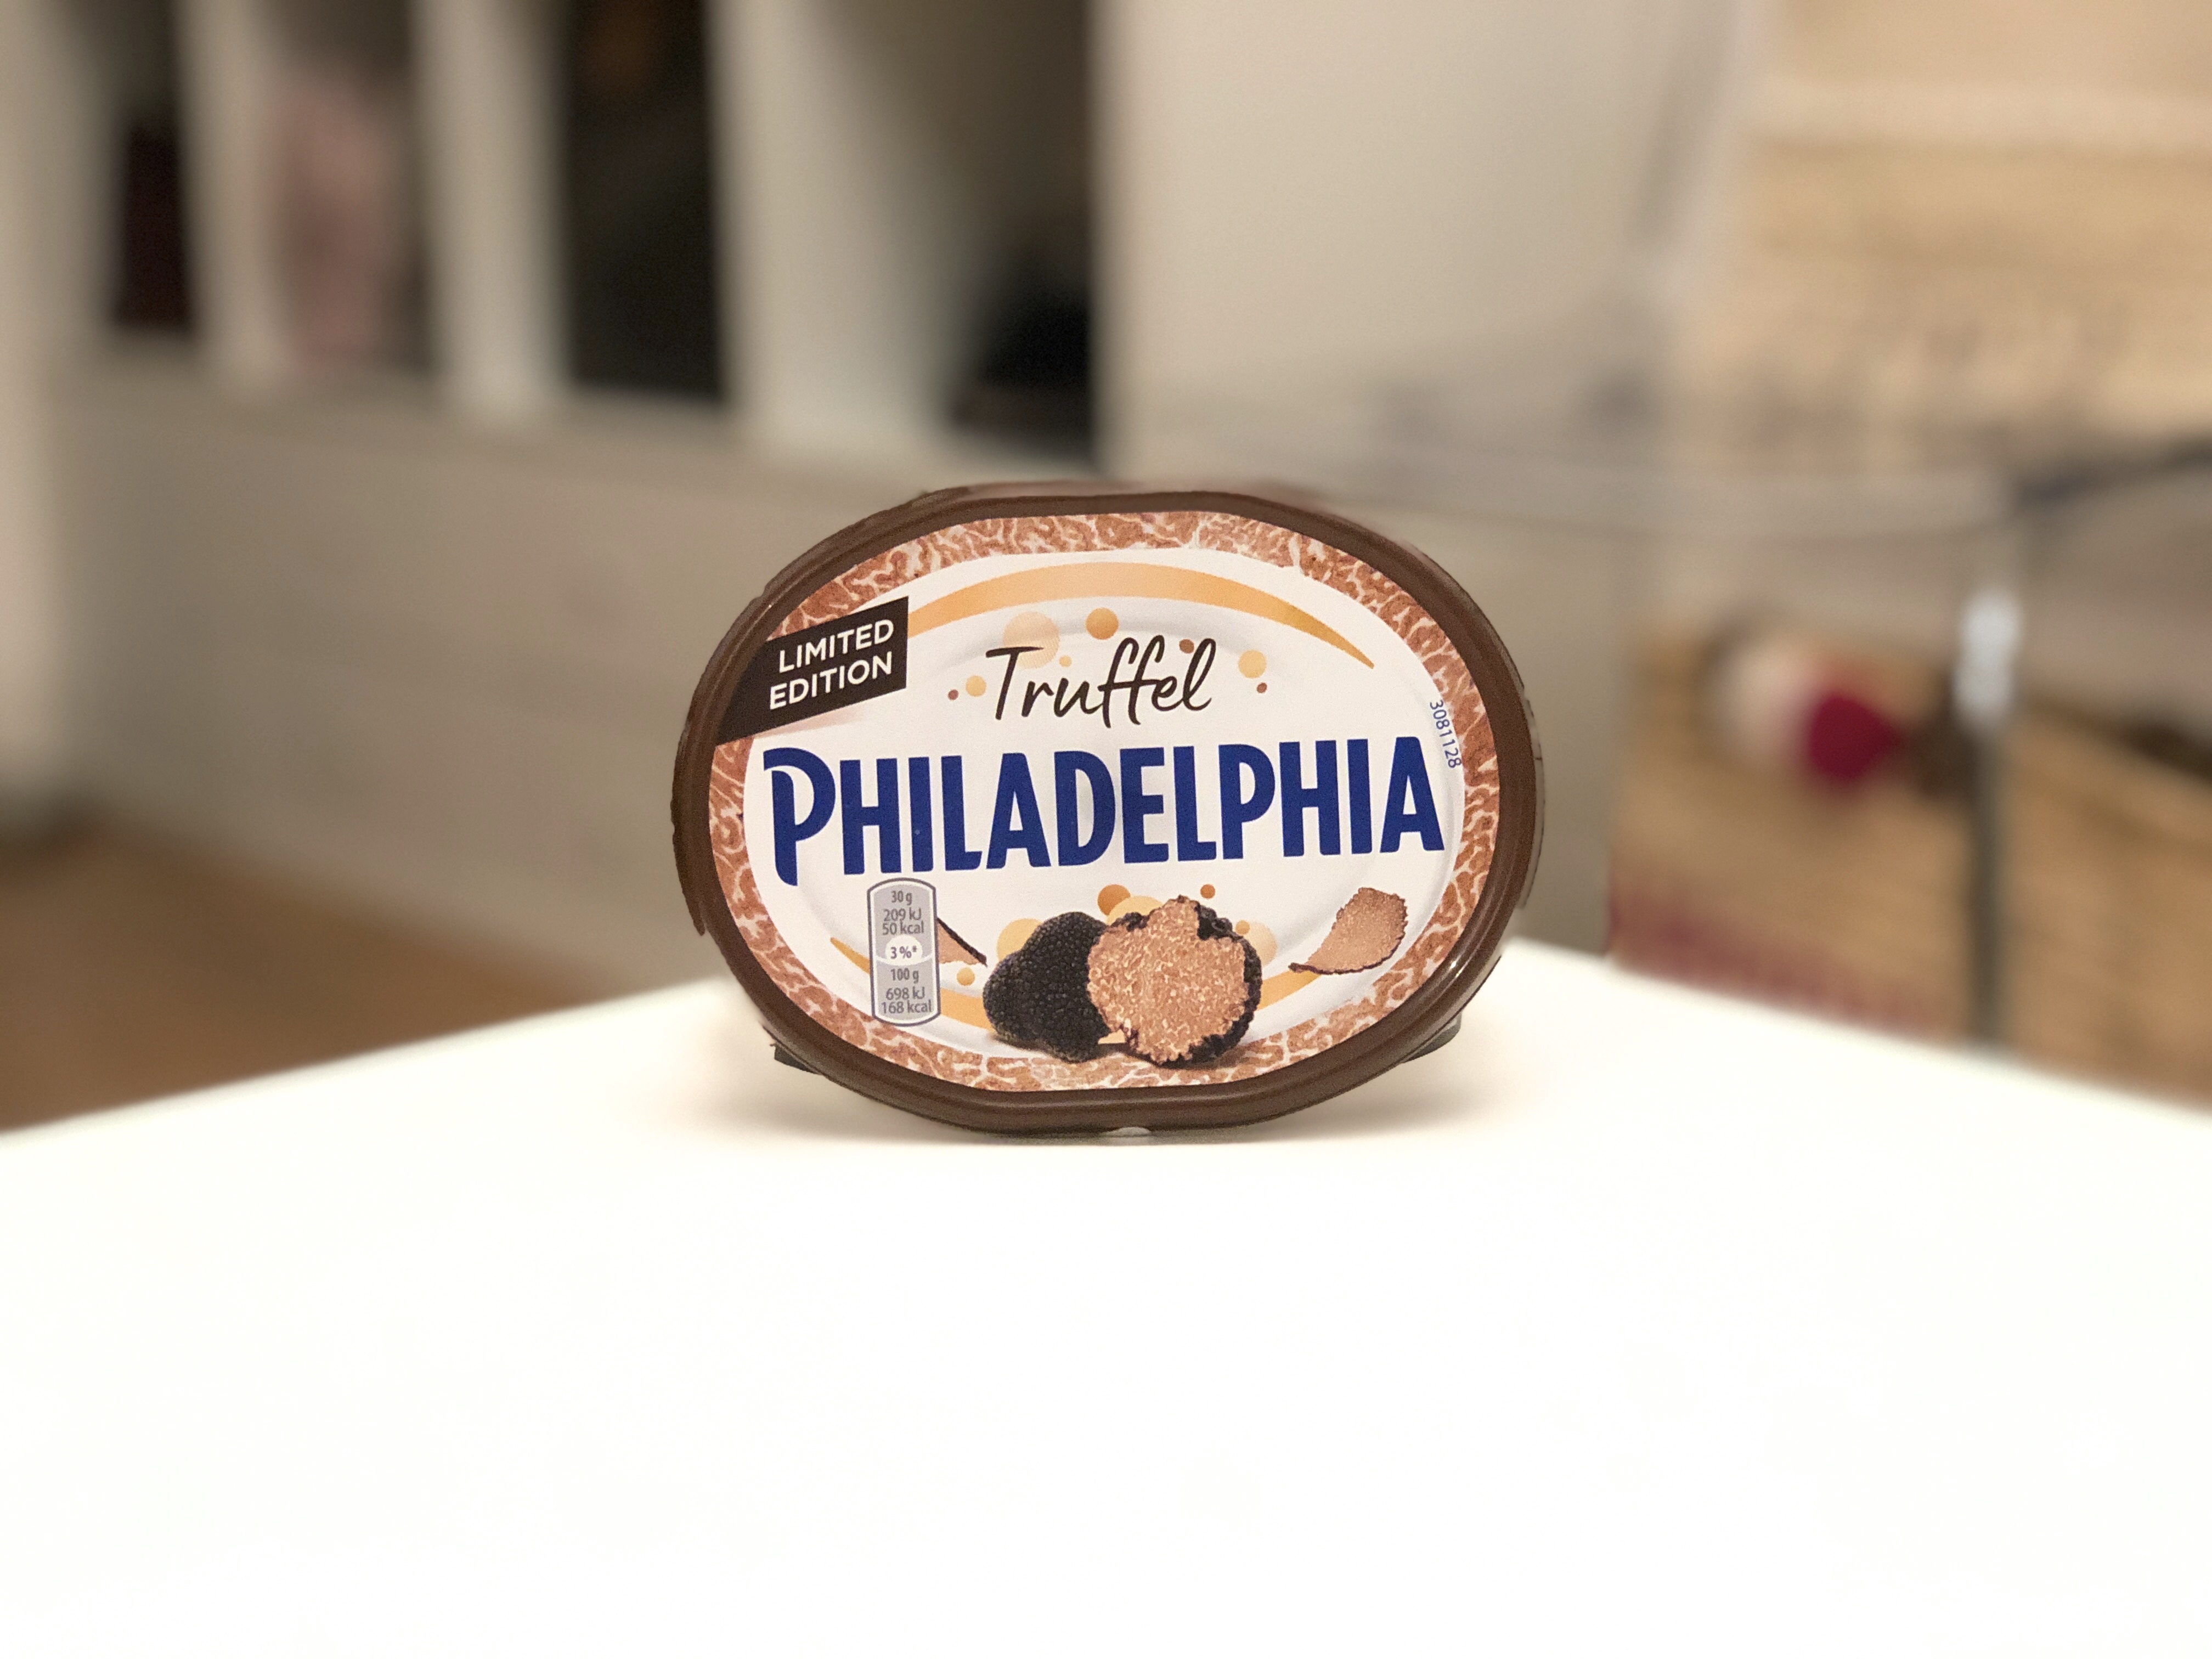 LIMITED
EDITION
Truffel
PHILADELPHIA
3081128
30 g
209 kJ
50 kcal
3%*
100 g
698 kJ
168 kcal